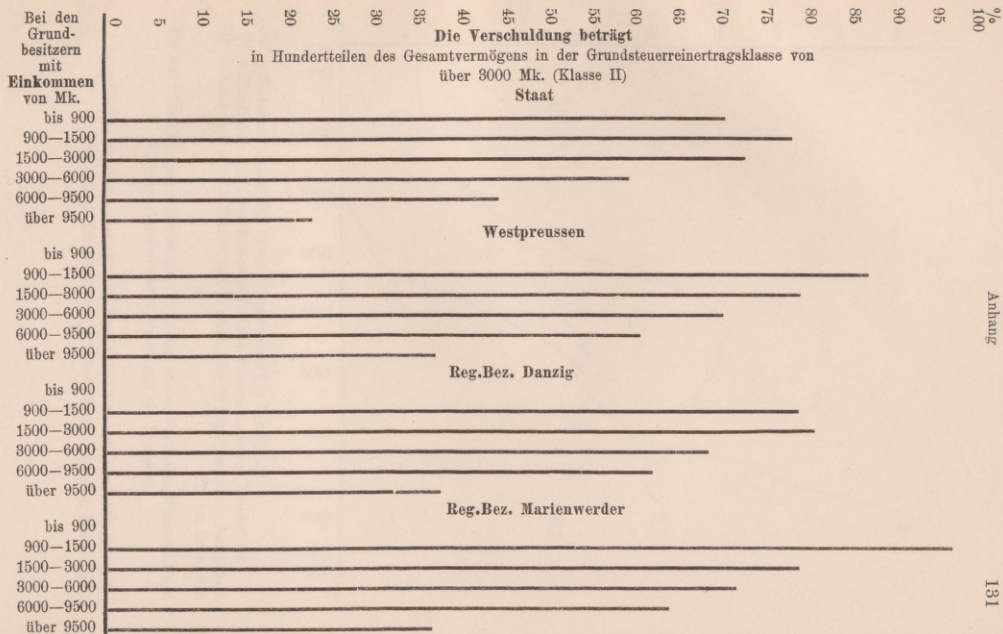 Bei den
Grund-
besitzern
mit
Einkommen
von Mk.
0 5 10 15 20 25 30 35 40 45 50 55 60 65 70 75 80 85 90 95 100 %
Die Verschuldung beträgt
in Hundertteilen des Gesamtvermögens in der Grundsteuerreinertragsklasse von
über 3000 Mk. (Klasse II)
Staat
bis 900
900—1500
1500—3000
3000—6000
6000—9500
über 9500
Westpreussen
bis 900
900—1500
1500—3000
3000—6000
6000—9500
über 9500
Reg.Bez. Danzig
bis 900
900—1500
1500—3000
3000—6000
6000—9500
über 9500
Reg.Bez. Marienwerder
bis 900
900—1500
1500—3000
3000—6000
6000—9500
über 9500
Anhang
131